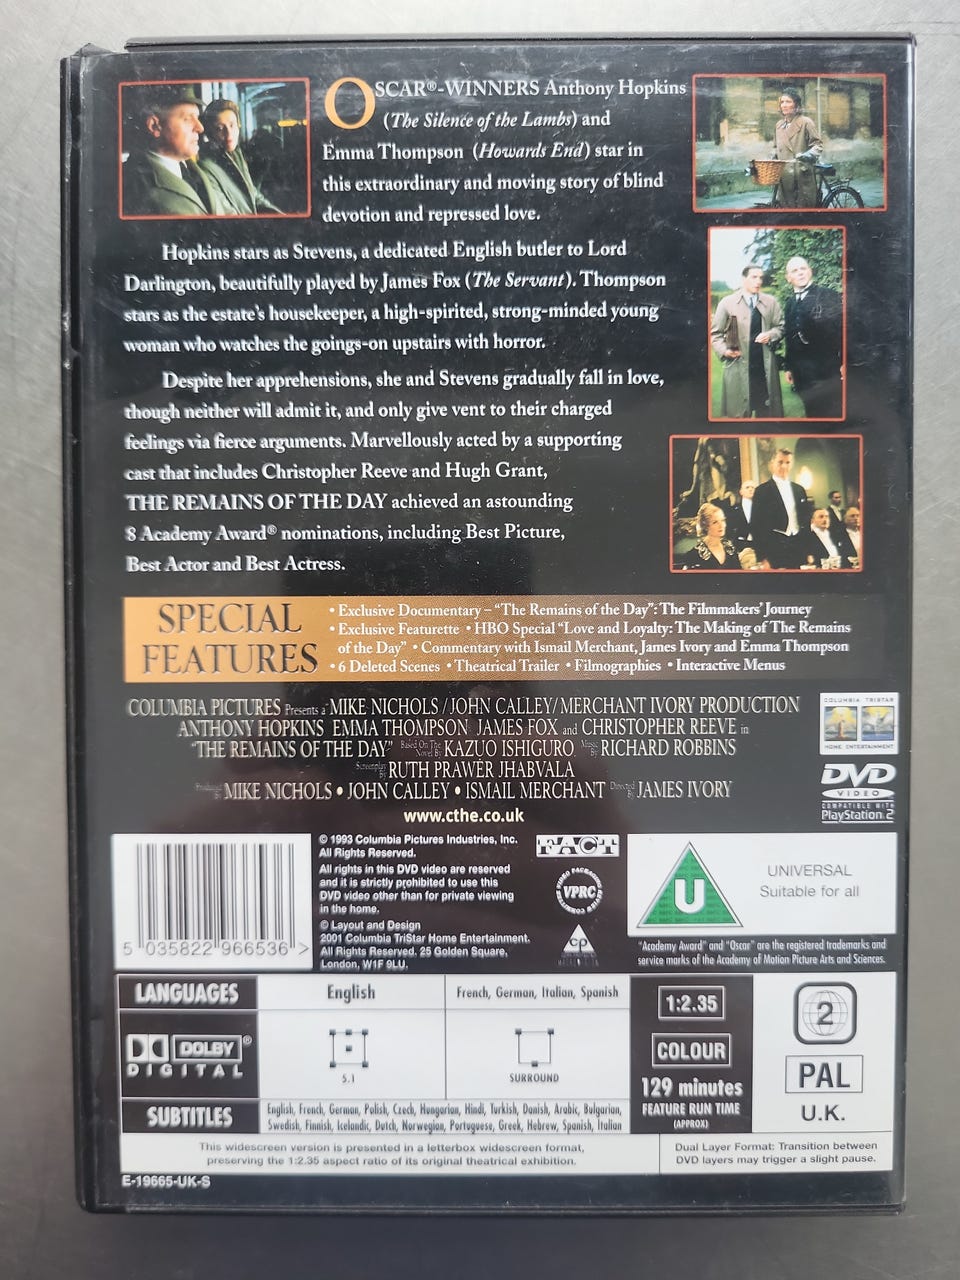 OSCAR®-WINNERS Anthony Hopkins
(The Silence of the Lambs) and
Emma Thompson (Howards End) star in
this extraordinary and moving story of blind
devotion and repressed love.
Hopkins stars as Stevens, a dedicated English butler to Lord
Darlington, beautifully played by James Fox (The Servant). Thompson
stars as the estate's housekeeper, a high-spirited, strong-minded young
woman who watches the goings-on upstairs with horror.
Despite her apprehensions, she and Stevens gradually fall in love,
though neither will admit it, and only give vent to their charged
feelings via fierce arguments. Marvellously acted by a supporting
cast that includes Christopher Reeve and Hugh Grant,
THE REMAINS OF THE DAY achieved an astounding
8 Academy Award® nominations, including Best Picture,
Best Actor and Best Actress.
SPECIAL
FEATURES
• Exclusive Documentary – "The Remains of the Day": The Filmmakers' Journey
• Exclusive Featurette • HBO Special "Love and Loyalty: The Making of The Remains
of the Day" • Commentary with Ismail Merchant, James Ivory and Emma Thompson
• 6 Deleted Scenes • Theatrical Trailer • Filmographies • Interactive Menus
COLUMBIA PICTURES Presents a MIKE NICHOLS / JOHN CALLEY / MERCHANT IVORY PRODUCTION
ANTHONY HOPKINS EMMA THOMPSON JAMES FOX and CHRISTOPHER REEVE in
"THE REMAINS OF THE DAY" Based On The Novel By KAZUO ISHIGURO Music By RICHARD ROBBINS
Screenplay By RUTH PRAWER JHABVALA
Produced By MIKE NICHOLS • JOHN CALLEY • ISMAIL MERCHANT Directed By JAMES IVORY
www.cthe.co.uk
COLUMBIA TRISTAR
HOME ENTERTAINMENT
DVD
VIDEO
COMPATIBLE WITH
PlayStation 2
5 035822 966536 >
© 1993 Columbia Pictures Industries, Inc.
All Rights Reserved.
All rights in this DVD video are reserved
and it is strictly prohibited to use this
DVD video other than for private viewing
in the home.
© Layout and Design
2001 Columbia TriStar Home Entertainment.
All Rights Reserved. 25 Golden Square,
London, W1F 9LU.
FACT
VIDEO PACKAGING REVIEW COMMITTEE
VPRC
cp
U
UNIVERSAL
Suitable for all
"Academy Award" and "Oscar" are the registered trademarks and
service marks of the Academy of Motion Picture Arts and Sciences.
LANGUAGES
English
French, German, Italian, Spanish
DOLBY®
DIGITAL
5.1
SURROUND
SUBTITLES
English, French, German, Polish, Czech, Hungarian, Hindi, Turkish, Danish, Arabic, Bulgarian,
Swedish, Finnish, Icelandic, Dutch, Norwegian, Portuguese, Greek, Hebrew, Spanish, Italian
1:2.35
COLOUR
129 minutes
FEATURE RUN TIME
(APPROX)
2
PAL
U.K.
This widescreen version is presented in a letterbox widescreen format,
preserving the 1:2.35 aspect ratio of its original theatrical exhibition.
Dual Layer Format: Transition between
DVD layers may trigger a slight pause.
E-19665-UK-S